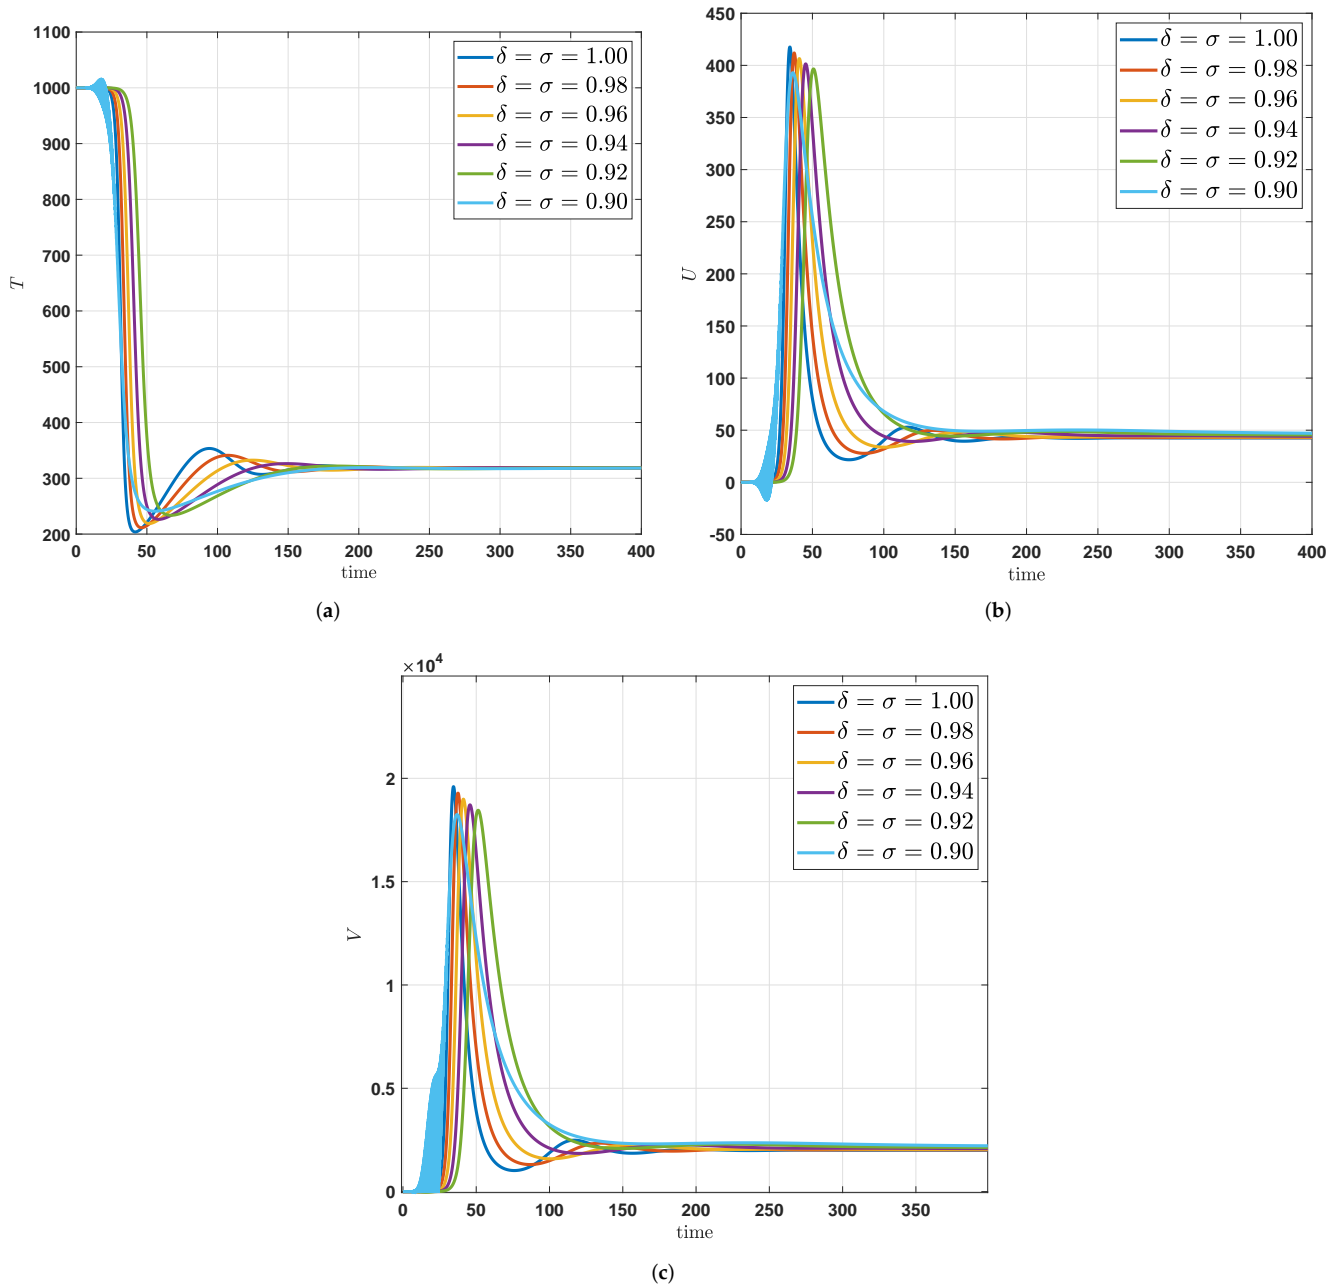 1100
1000
900
800
700
600
500
400
300
200
T
0 50 100 150 200 250 300 350 400
time
δ = σ = 1.00
δ = σ = 0.98
δ = σ = 0.96
δ = σ = 0.94
δ = σ = 0.92
δ = σ = 0.90
(a)
450
400
350
300
250
200
150
100
50
0
-50
U
0 50 100 150 200 250 300 350 400
time
δ = σ = 1.00
δ = σ = 0.98
δ = σ = 0.96
δ = σ = 0.94
δ = σ = 0.92
δ = σ = 0.90
(b)
×10⁴
2
1.5
1
0.5
0
V
0 50 100 150 200 250 300 350
time
δ = σ = 1.00
δ = σ = 0.98
δ = σ = 0.96
δ = σ = 0.94
δ = σ = 0.92
δ = σ = 0.90
(c)